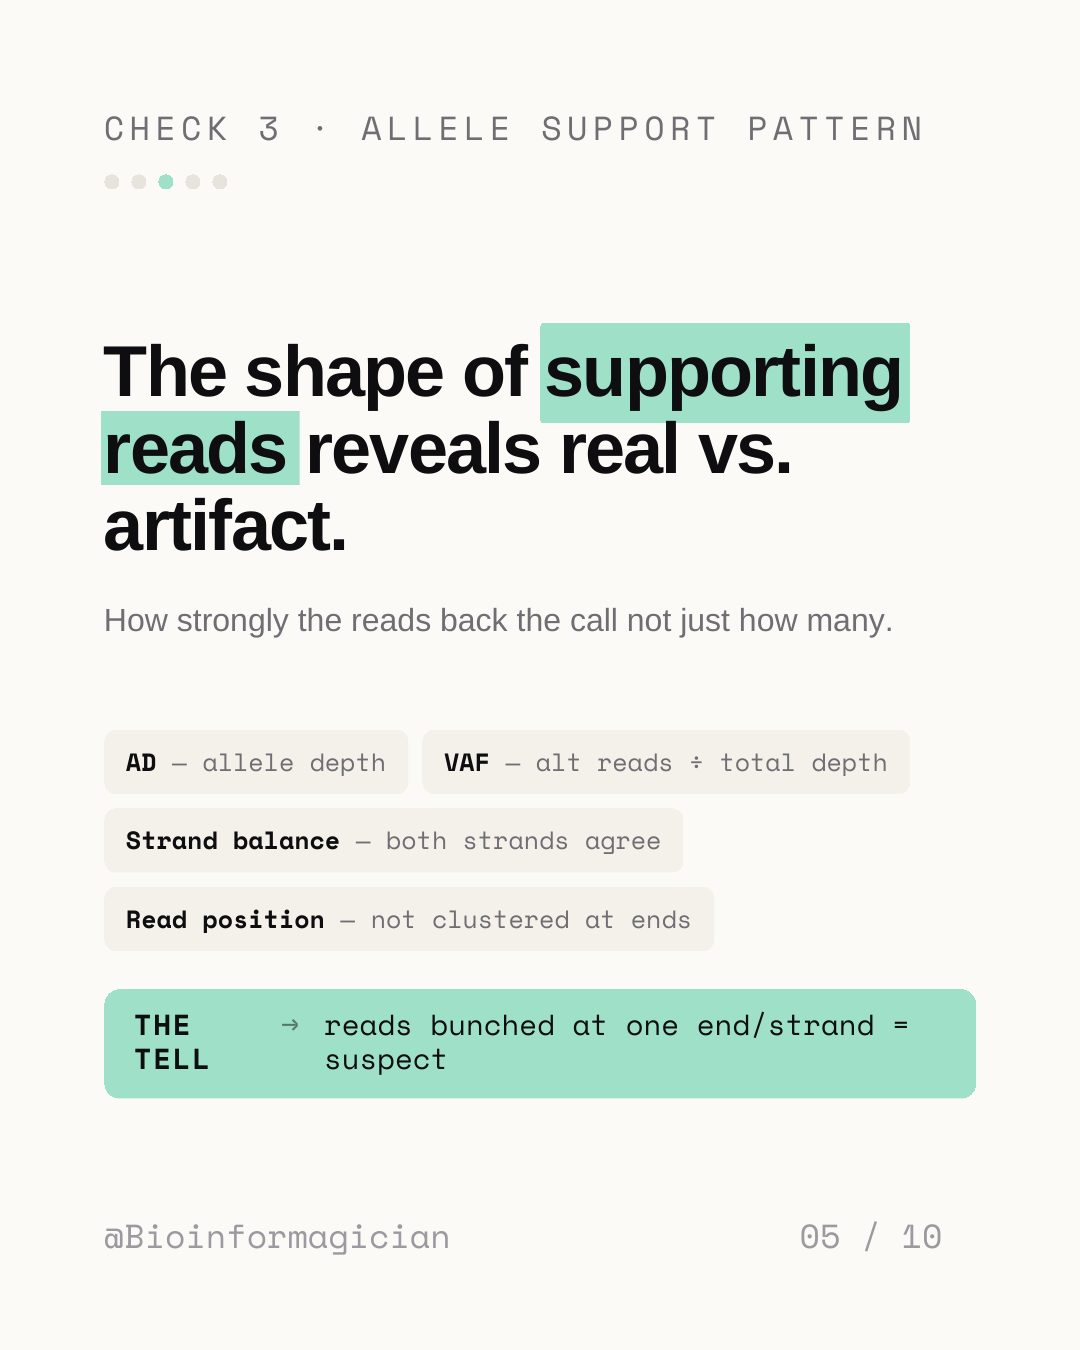 CHECK 3 · ALLELE SUPPORT PATTERN
The shape of supporting
reads reveals real vs.
artifact.
How strongly the reads back the call not just how many.
AD — allele depth
VAF — alt reads ÷ total depth
Strand balance — both strands agree
Read position — not clustered at ends
THE TELL → reads bunched at one end/strand = suspect
@Bioinformagician
05 / 10